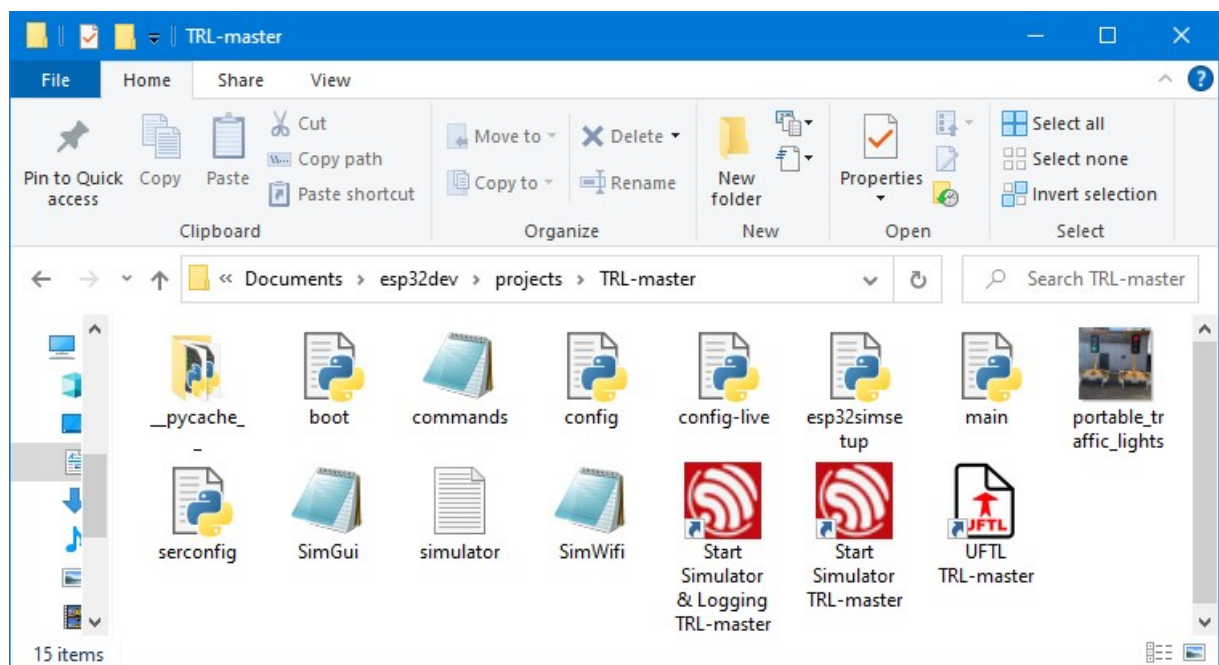 TRL-master
File Home Share View
Pin to Quick access
Copy
Paste
Cut
Copy path
Paste shortcut
Clipboard
Move to
Copy to
Delete
Rename
Organize
New folder
New
Properties
Open
Select all
Select none
Invert selection
Select
« Documents › esp32dev › projects › TRL-master
Search TRL-master
__pycache_
_
boot
commands
config
config-live
esp32simse
tup
main
portable_tr
affic_lights
serconfig
SimGui
simulator
SimWifi
Start
Simulator
& Logging
TRL-master
Start
Simulator
TRL-master
UFTL
UFTL
TRL-master
15 items